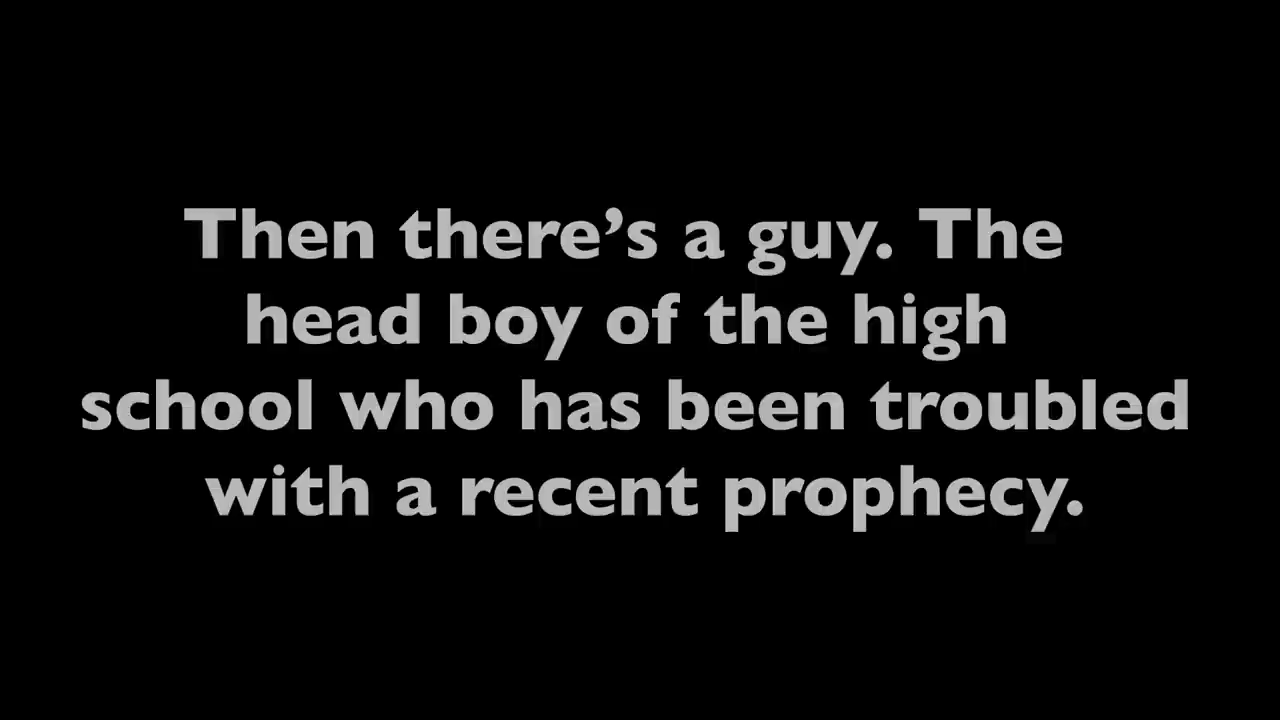 Then there’s a guy. The
head boy of the high
school who has been troubled
with a recent prophecy.